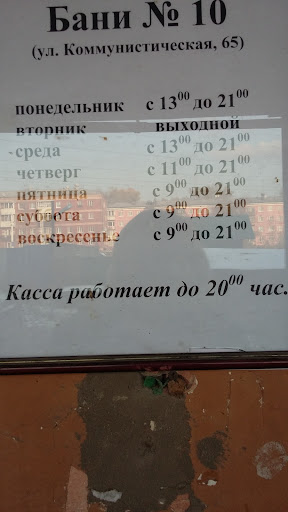 Бани № 10
(ул. Коммунистическая, 65)
понедельник с 13⁰⁰ до 21⁰⁰
вторник выходной
среда с 13⁰⁰ до 21⁰⁰
четверг с 11⁰⁰ до 21⁰⁰
пятница с 9⁰⁰ до 21⁰⁰
суббота с 9⁰⁰ до 21⁰⁰
воскресенье с 9⁰⁰ до 21⁰⁰
Касса работает до 20⁰⁰ час.